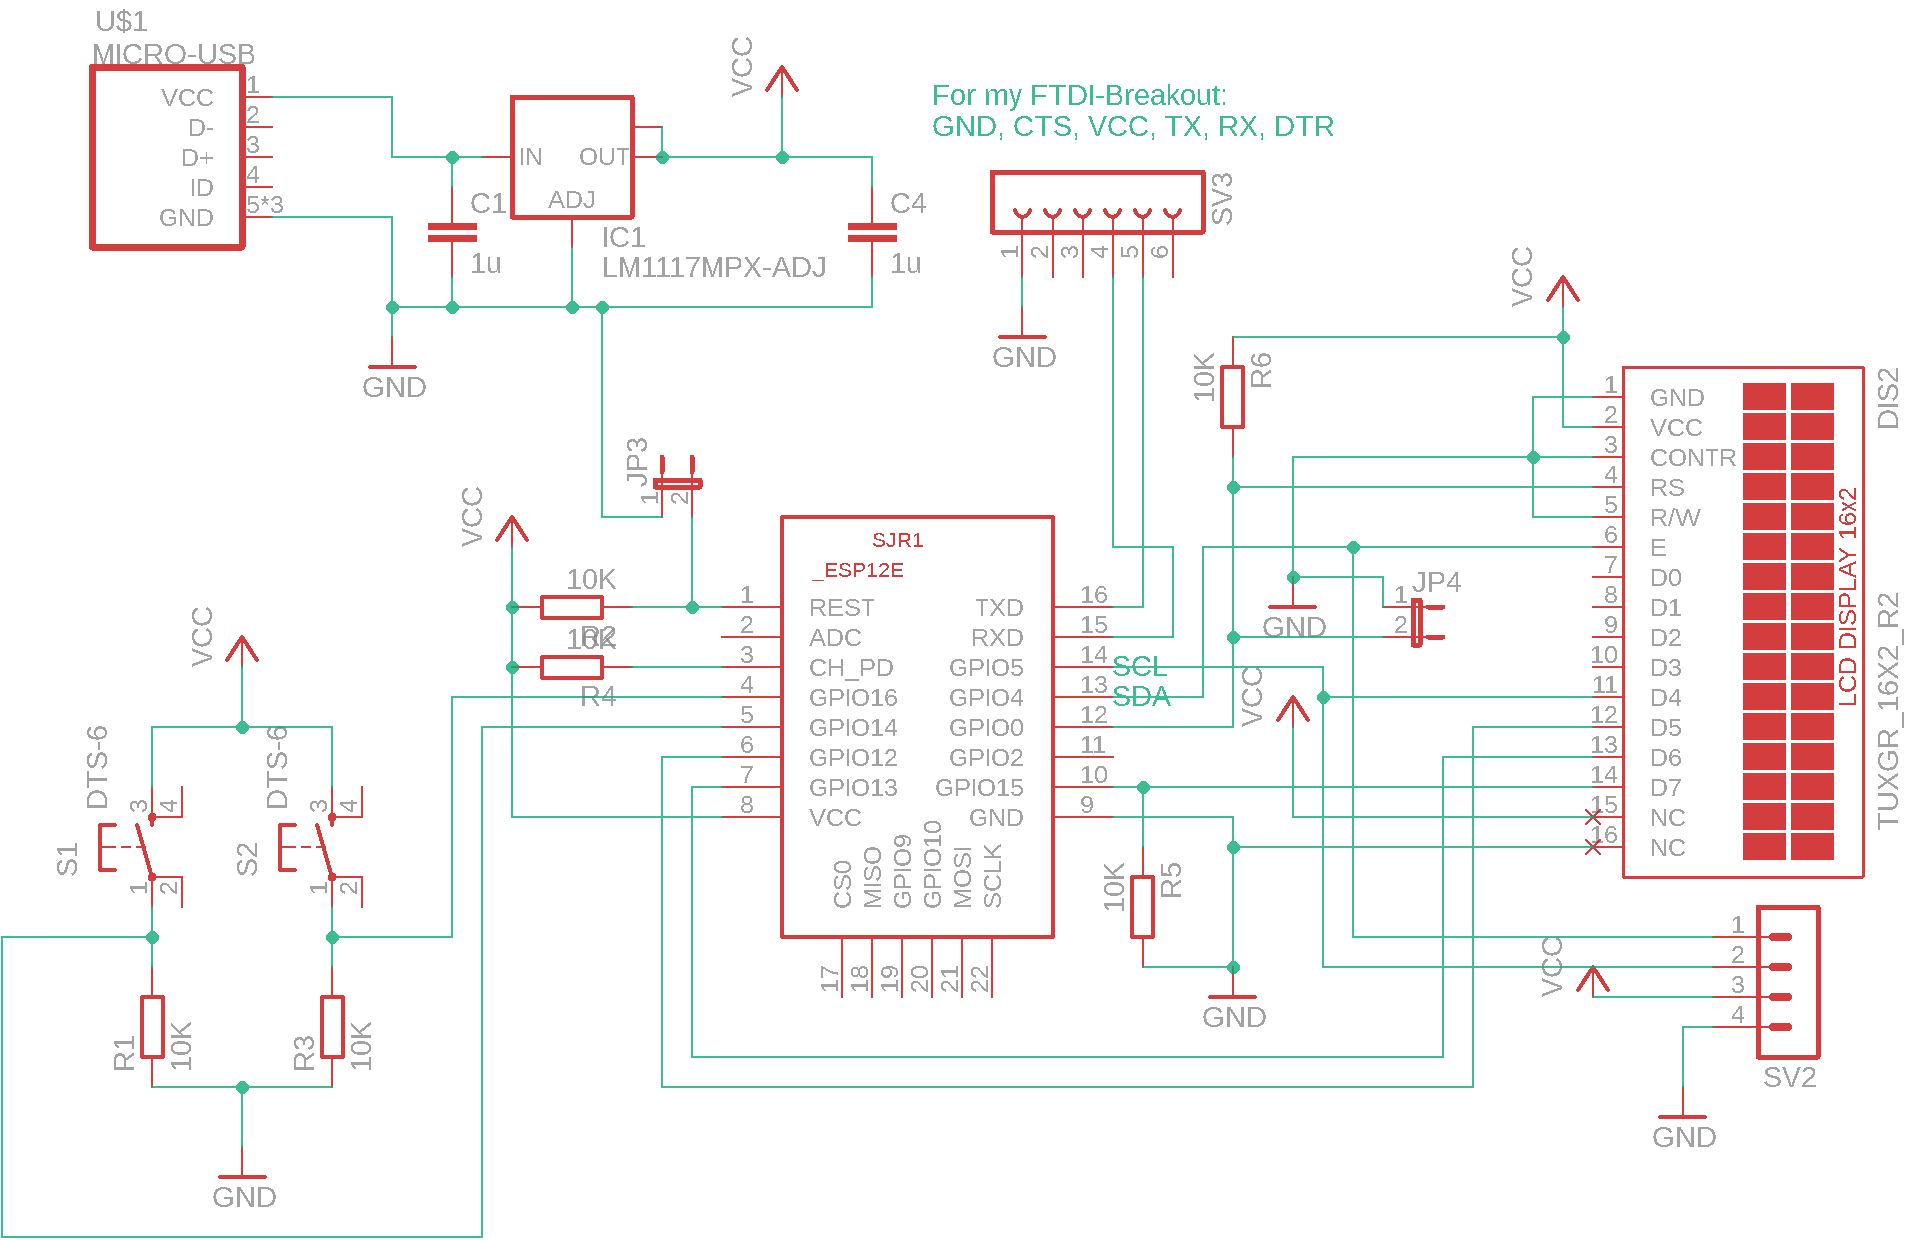 U$1
MICRO-USB
VCC 1
D- 2
D+ 3
ID 4
GND 5*3
C1
1u
IN
OUT
ADJ
IC1
LM1117MPX-ADJ
VCC
C4
1u
GND
For my FTDI-Breakout:
GND, CTS, VCC, TX, RX, DTR
SV3
1 2 3 4 5 6
GND
VCC
10K
R6
JP3
1 2
VCC
10K
R2
10K
R4
SJR1
_ESP12E
1 REST
2 ADC
3 CH_PD
4 GPIO16
5 GPIO14
6 GPIO12
7 GPIO13
8 VCC
TXD 16
RXD 15
GPIO5 14 SCL
GPIO4 13 SDA
GPIO0 12
GPIO2 11
GPIO15 10
GND 9
CS0 MISO GPIO9 GPIO10 MOSI SCLK
17 18 19 20 21 22
GND
JP4
1
2
VCC
10K
R5
GND
DIS2
1 GND
2 VCC
3 CONTR
4 RS
5 R/W
6 E
7 D0
8 D1
9 D2
10 D3
11 D4
12 D5
13 D6
14 D7
15 NC
16 NC
LCD DISPLAY 16x2
TUXGR_16X2_R2
VCC
1
2
3
4
SV2
GND
VCC
DTS-6
3 4
S1
1 2
DTS-6
3 4
S2
1 2
R1
10K
R3
10K
GND